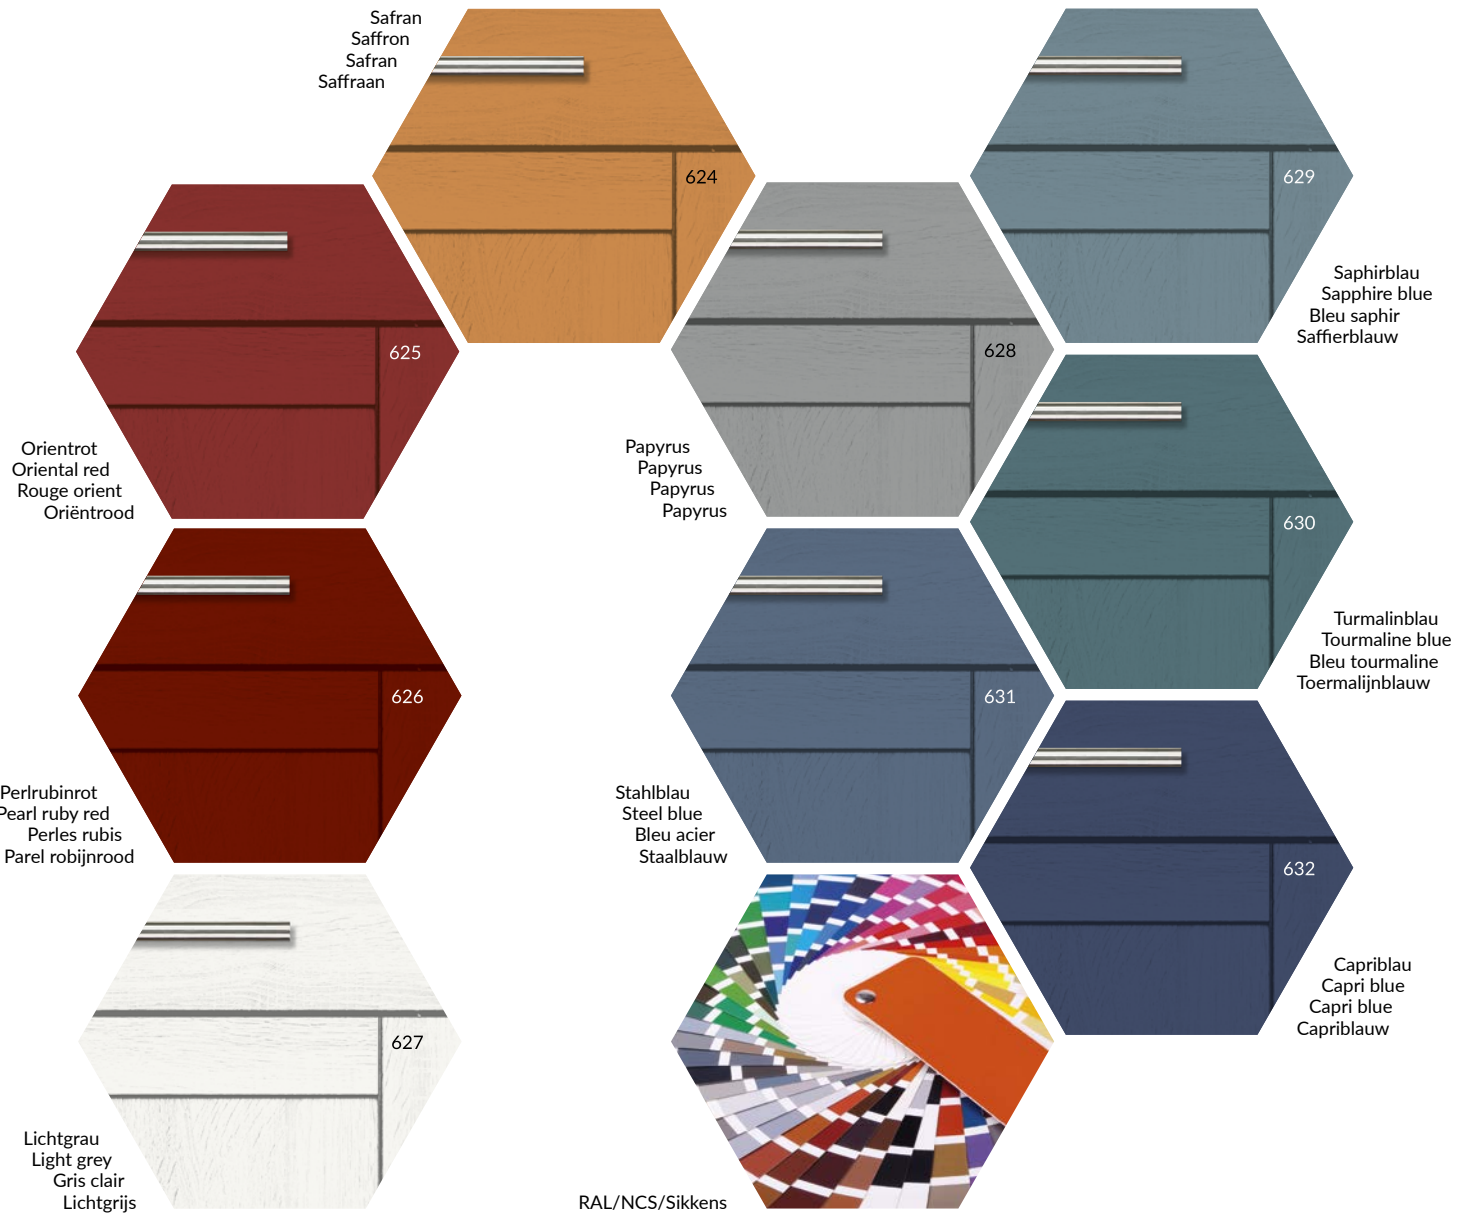 Safran
Saffron
Safran
Saffraan
624
629
Saphirblau
Sapphire blue
Bleu saphir
Saffierblauw
625
Orientrot
Oriental red
Rouge orient
Oriëntrood
628
Papyrus
Papyrus
Papyrus
Papyrus
630
Turmalinblau
Tourmaline blue
Bleu tourmaline
Toermalijnblauw
626
Perlrubinrot
Pearl ruby red
Perles rubis
Parel robijnrood
631
Stahlblau
Steel blue
Bleu acier
Staalblauw
632
Capriblau
Capri blue
Capri blue
Capriblauw
627
Lichtgrau
Light grey
Gris clair
Lichtgrijs
RAL/NCS/Sikkens